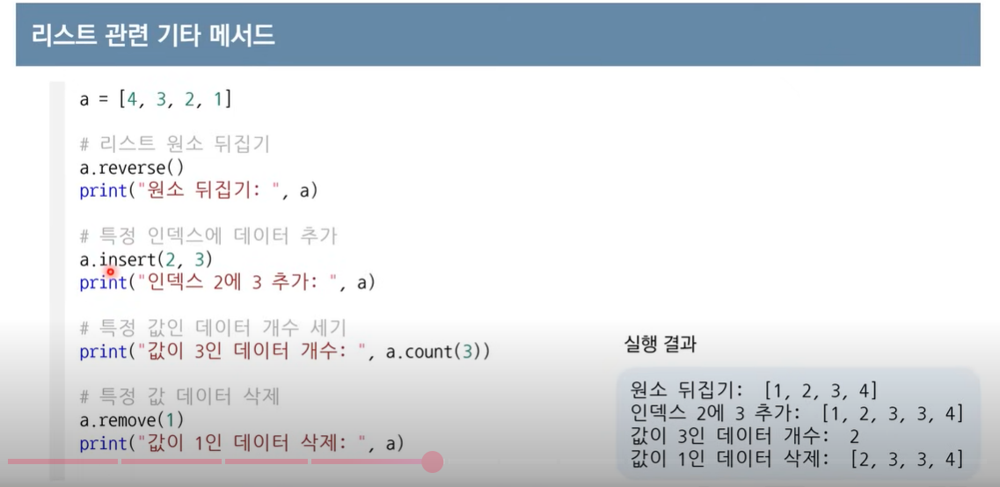 리스트 관련 기타 메서드
a = [4, 3, 2, 1]
# 리스트 원소 뒤집기
a.reverse()
print("원소 뒤집기: ", a)
# 특정 인덱스에 데이터 추가
a.insert(2, 3)
print("인덱스 2에 3 추가: ", a)
# 특정 값인 데이터 개수 세기
print("값이 3인 데이터 개수: ", a.count(3))
# 특정 값 데이터 삭제
a.remove(1)
print("값이 1인 데이터 삭제: ", a)
실행 결과
원소 뒤집기:  [1, 2, 3, 4]
인덱스 2에 3 추가:  [1, 2, 3, 3, 4]
값이 3인 데이터 개수:  2
값이 1인 데이터 삭제:  [2, 3, 3, 4]